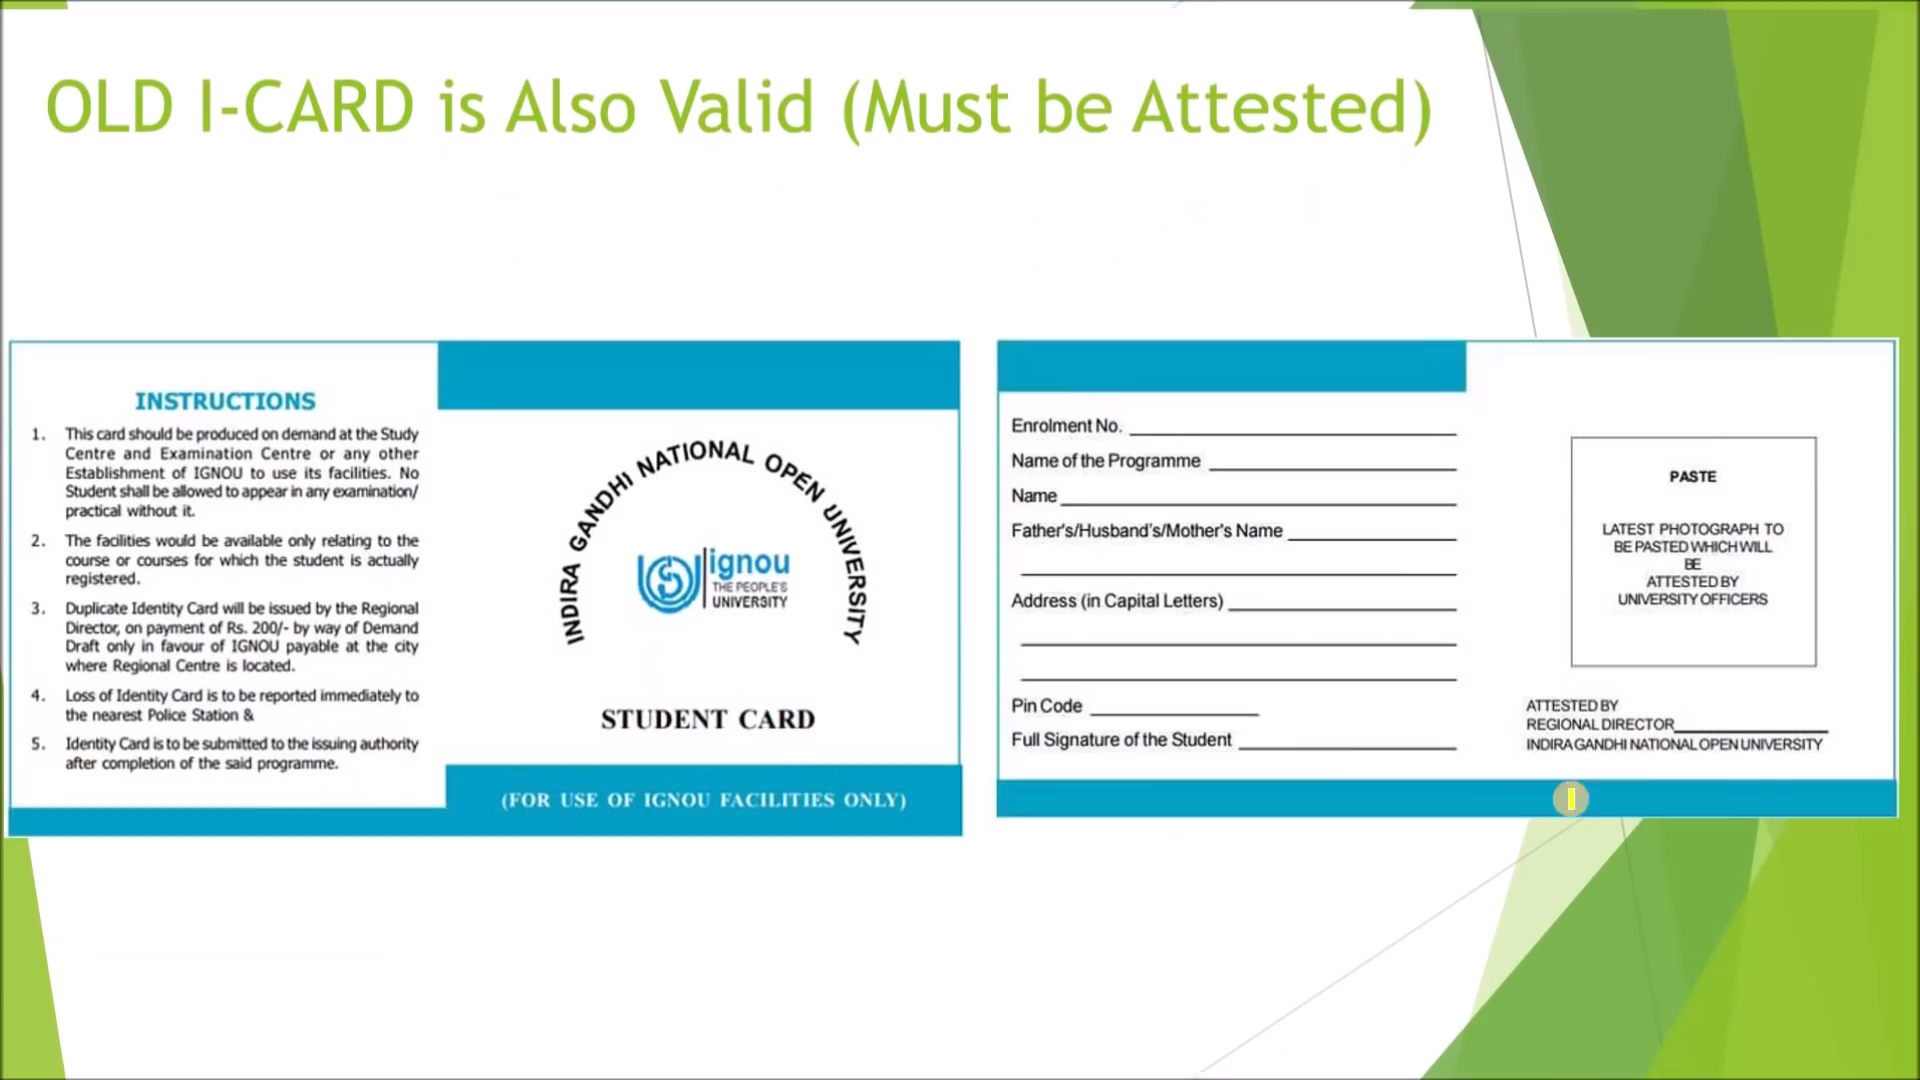 OLD I-CARD is Also Valid (Must be Attested)
INSTRUCTIONS
1. This card should be produced on demand at the Study
Centre and Examination Centre or any other
Establishment of IGNOU to use its facilities. No
Student shall be allowed to appear in any examination/
practical without it.
2. The facilities would be available only relating to the
course or courses for which the student is actually
registered.
3. Duplicate Identity Card will be issued by the Regional
Director, on payment of Rs. 200/- by way of Demand
Draft only in favour of IGNOU payable at the city
where Regional Centre is located.
4. Loss of Identity Card is to be reported immediately to
the nearest Police Station &
5. Identity Card is to be submitted to the issuing authority
after completion of the said programme.
INDIRA GANDHI NATIONAL OPEN UNIVERSITY
ignou
THE PEOPLE'S
UNIVERSITY
STUDENT CARD
(FOR USE OF IGNOU FACILITIES ONLY)
Enrolment No.
Name of the Programme
Name
Father's/Husband's/Mother's Name
Address (in Capital Letters)
Pin Code
Full Signature of the Student
PASTE
LATEST PHOTOGRAPH TO
BE PASTED WHICH WILL
BE
ATTESTED BY
UNIVERSITY OFFICERS
ATTESTED BY
REGIONAL DIRECTOR
INDIRA GANDHI NATIONAL OPEN UNIVERSITY